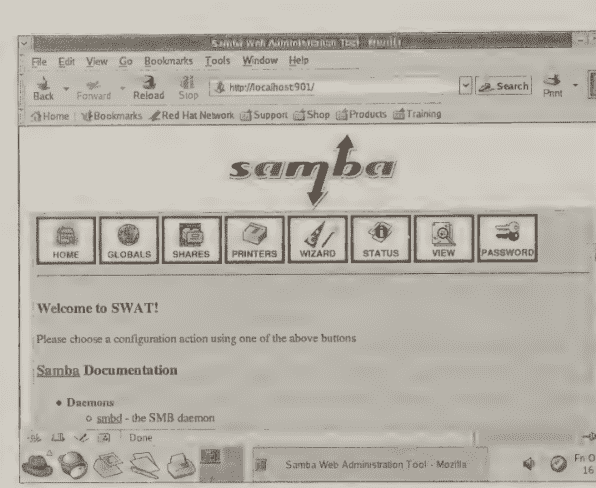 Samba Web Administration Tool - Mozilla
File Edit View Go Bookmarks Tools Window Help
Back Forward Reload Stop http://localhost:901/ Search Print
Home Bookmarks Red Hat Network Support Shop Products Training
samba
HOME GLOBALS SHARES PRINTERS WIZARD STATUS VIEW PASSWORD
Welcome to SWAT!
Please choose a configuration action using one of the above buttons
Samba Documentation
Daemons
smbd - the SMB daemon
Done
Samba Web Administration Tool - Mozilla
Fri O
16